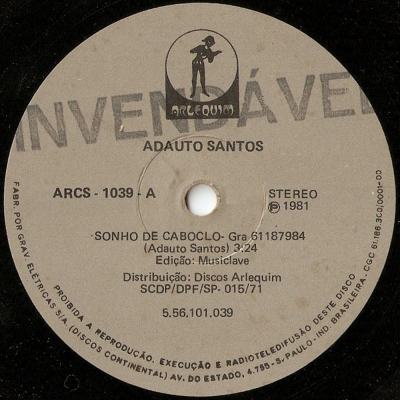 ARLEQUIM
INVENDÁVEL
ADAUTO SANTOS
ARCS - 1039 - A
STEREO
℗ 1981
SONHO DE CABOCLO- Gra 61187984
(Adauto Santos) 3:24
Edição: Musiclave
Distribuição: Discos Arlequim
SCDP/DPF/SP- 015/71
5.56.101.039
FABR. POR GRAV. ELÉTRICAS S/A (DISCOS CONTINENTAL) AV. DO ESTADO, 4.755 - S. PAULO - IND. BRASILEIRA - CGC 61.186.300/0001-00
PROIBIDA A REPRODUÇÃO, EXECUÇÃO E RADIOTELEDIFUSÃO DESTE DISCO